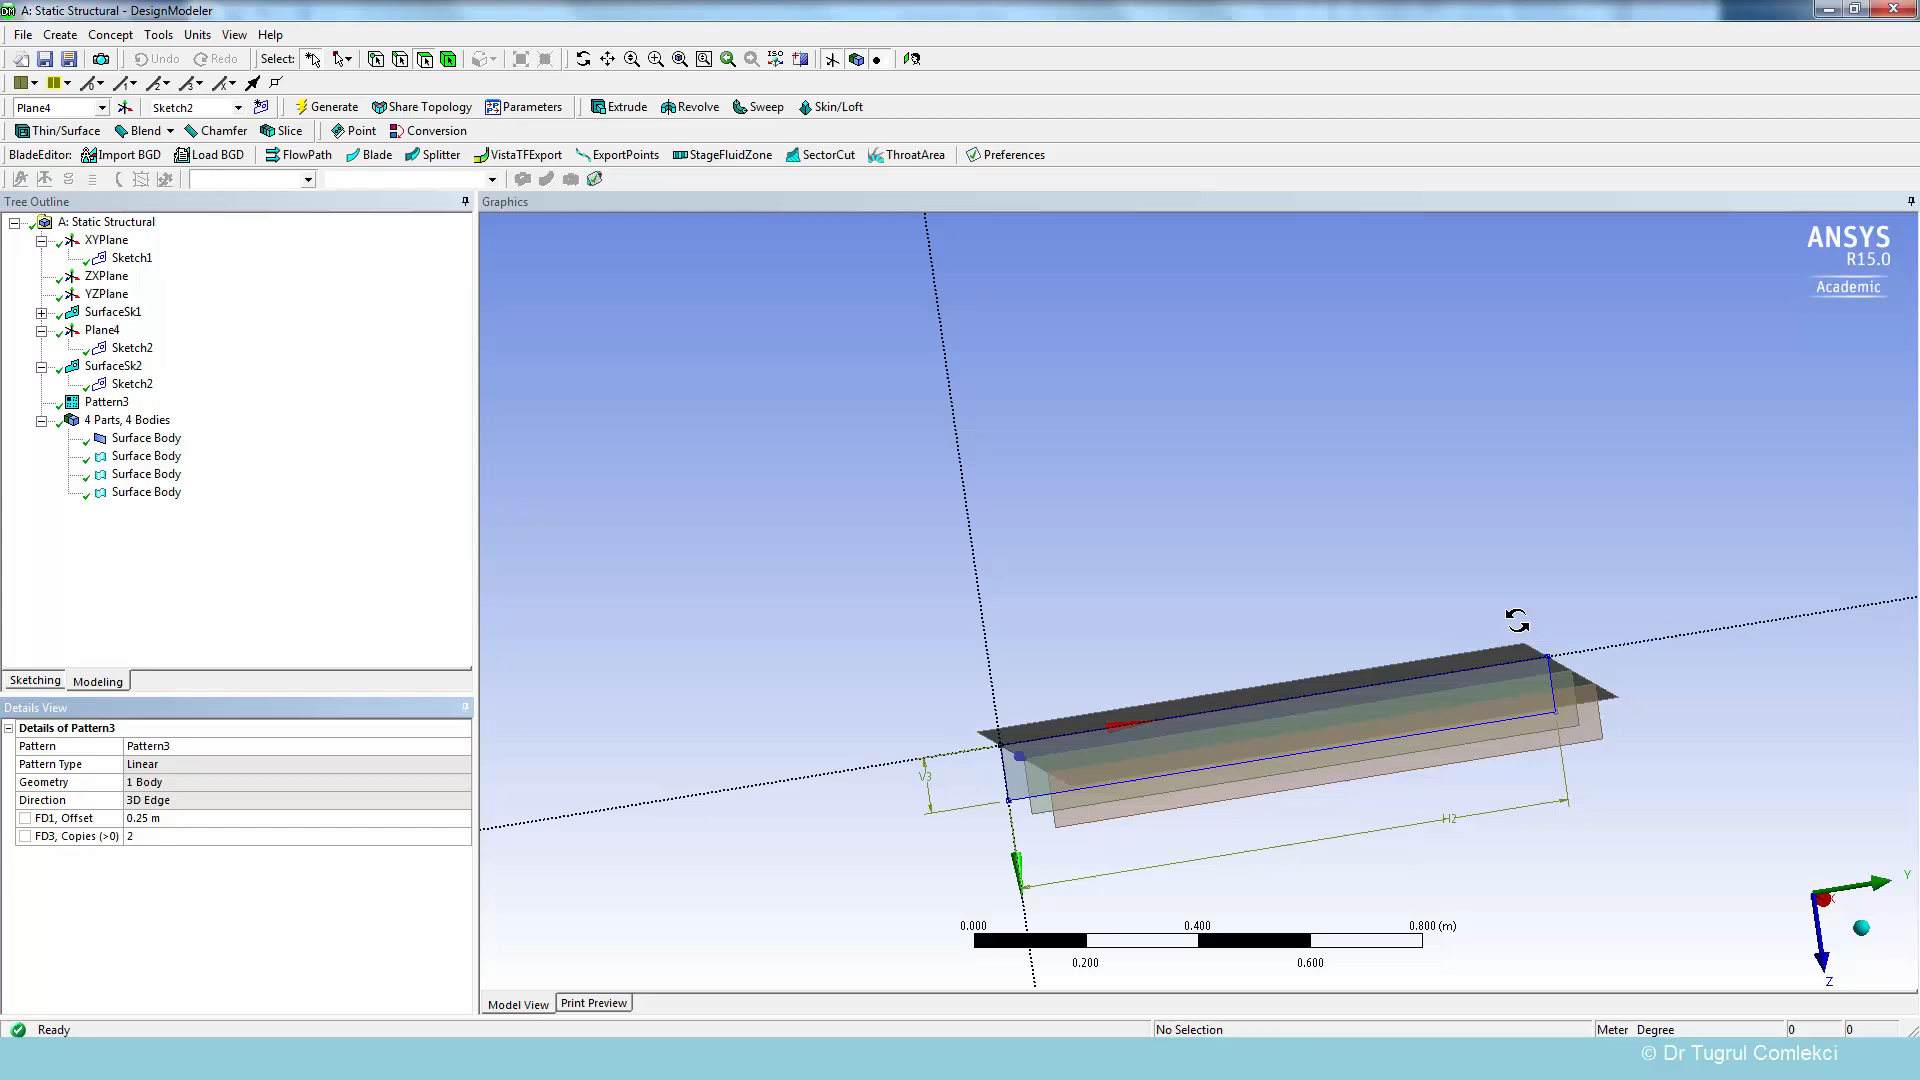 A: Static Structural - DesignModeler
File Create Concept Tools Units View Help
Undo Redo Select: ISO
Plane4 Sketch2 Generate Share Topology Parameters Extrude Revolve Sweep Skin/Loft
Thin/Surface Blend Chamfer Slice Point Conversion
BladeEditor: Import BGD Load BGD FlowPath Blade Splitter VistaTFExport ExportPoints StageFluidZone SectorCut ThroatArea Preferences
Tree Outline
Graphics
A: Static Structural
XYPlane
Sketch1
ZXPlane
YZPlane
SurfaceSk1
Plane4
Sketch2
SurfaceSk2
Sketch2
Pattern3
4 Parts, 4 Bodies
Surface Body
Surface Body
Surface Body
Surface Body
Sketching Modeling
Details View
Details of Pattern3
Pattern Pattern3
Pattern Type Linear
Geometry 1 Body
Direction 3D Edge
FD1, Offset 0.25 m
FD3, Copies (>0) 2
ANSYS
R15.0
Academic
V3
H2
0.000 0.400 0.800 (m)
0.200 0.600
Y
X
Z
Model View Print Preview
Ready No Selection Meter Degree 0 0
© Dr Tugrul Comlekci